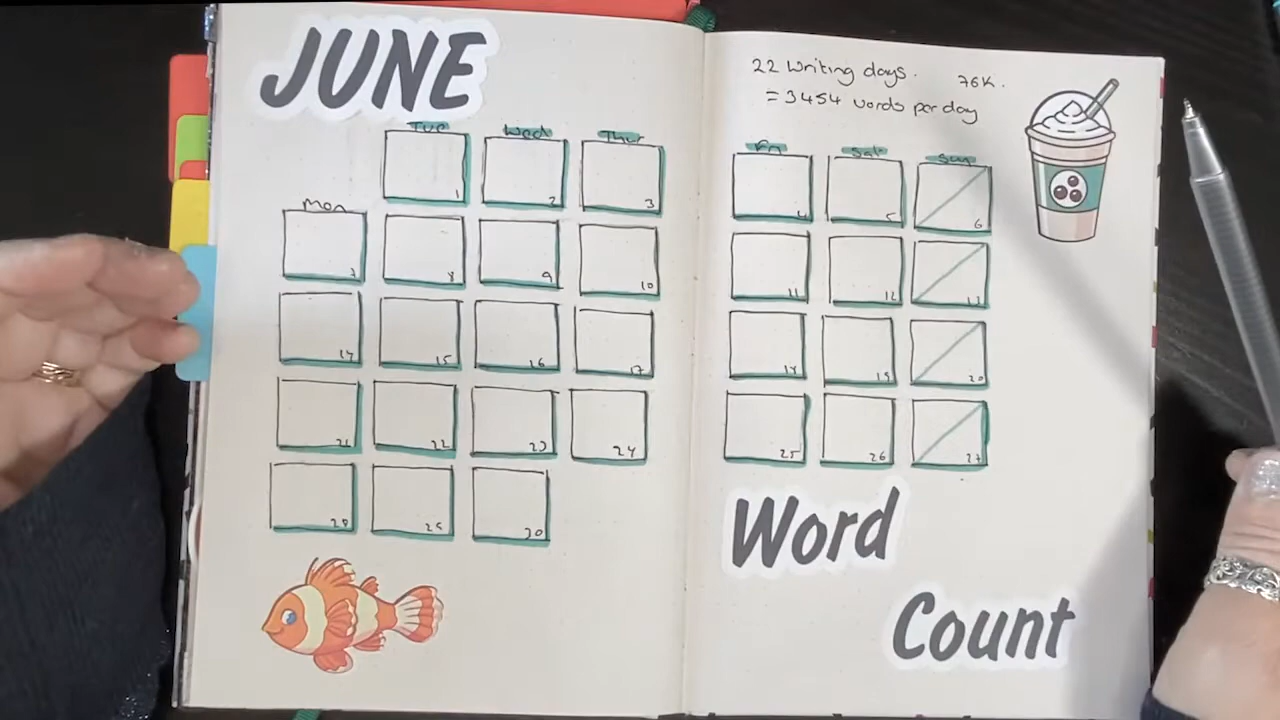 JUNE
22 Writing days. 76K.
= 3454 words per day
Tue Wed Thur Fri Sat Sun
1 2 3 4 5 6
Mon
7 8 9 10 11 12 13
14 15 16 17 18 19 20
21 22 23 24 25 26 27
28 29 30
Word
Count